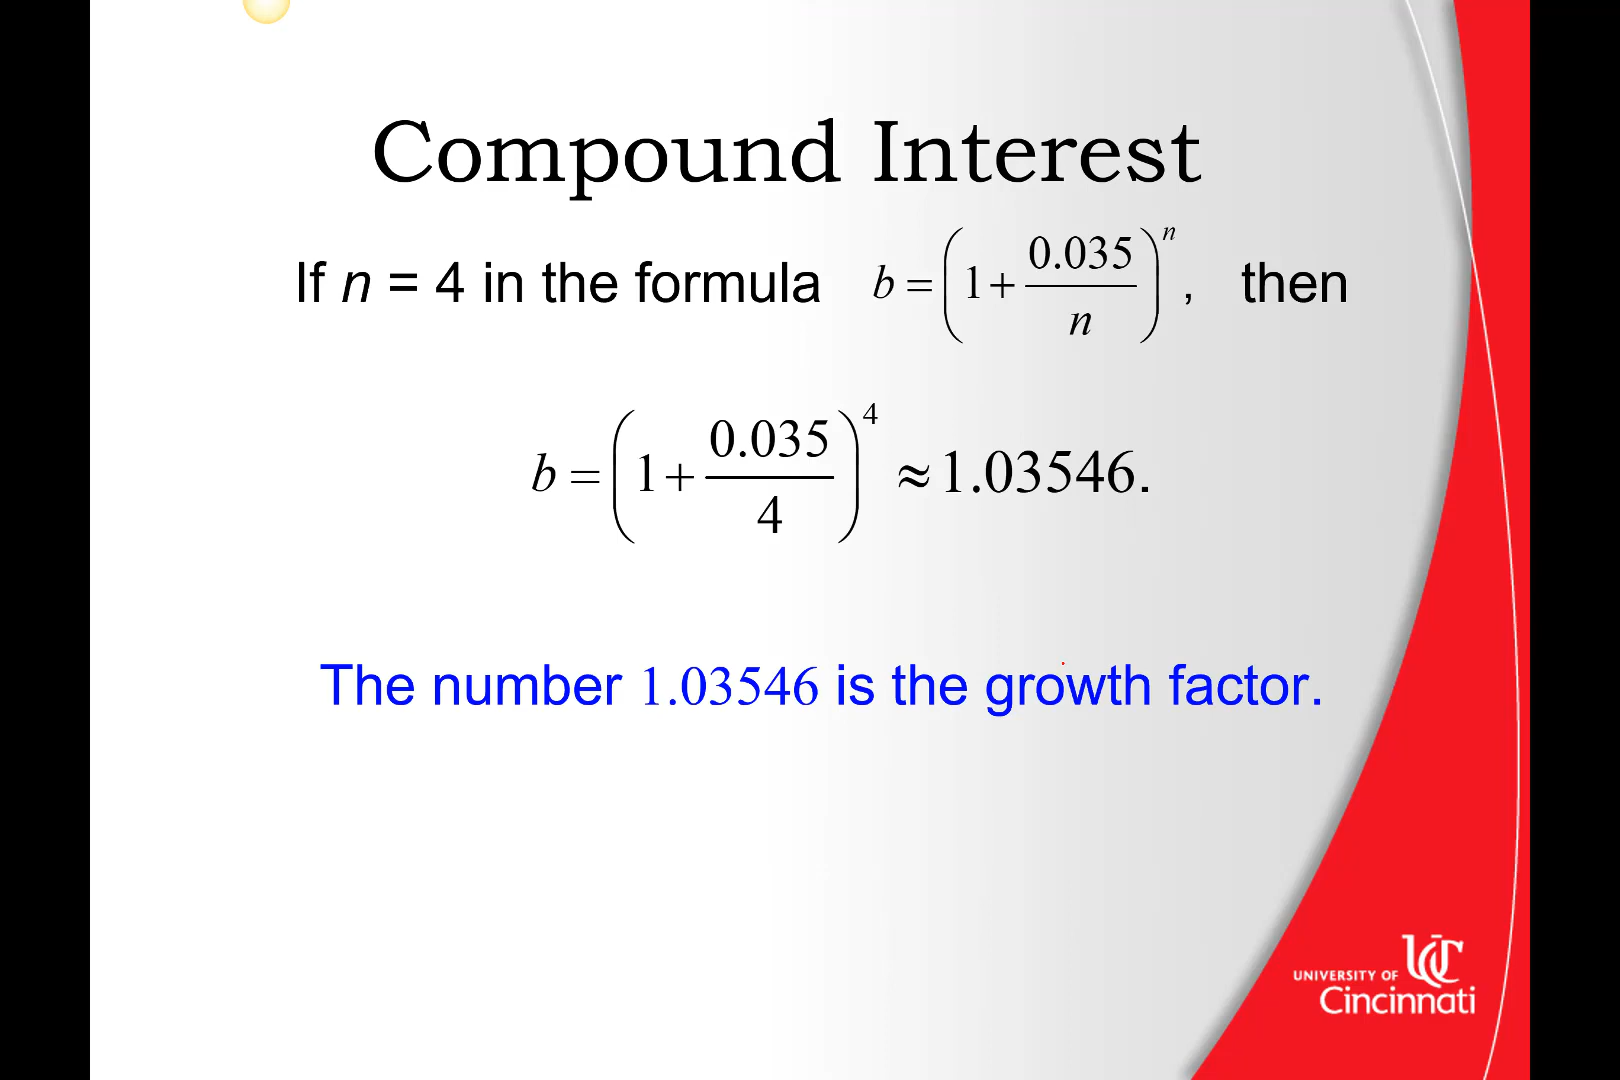 Compound Interest
If n = 4 in the formula b = (1 + 0.035/n)^n, then
b = (1 + 0.035/4)^4 ≈ 1.03546.
The number 1.03546 is the growth factor.
UC
UNIVERSITY OF
Cincinnati